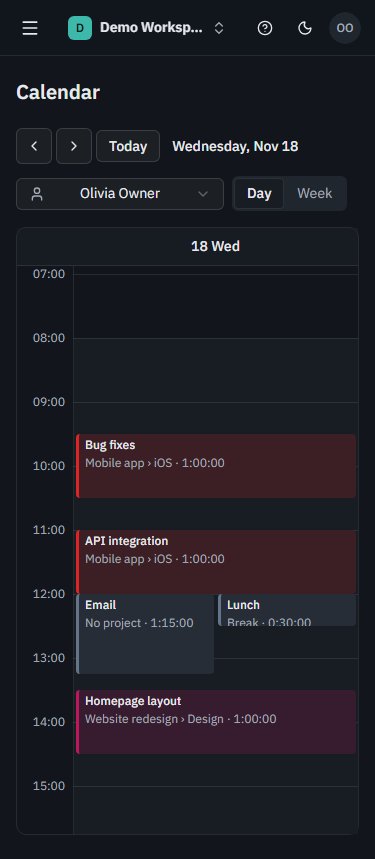 D Demo Worksp... OO
Calendar
Today Wednesday, Nov 18
Olivia Owner Day Week
18 Wed
07:00
08:00
09:00
Bug fixes
Mobile app › iOS · 1:00:00
10:00
11:00
API integration
Mobile app › iOS · 1:00:00
12:00
Email
No project · 1:15:00
Lunch
Break · 0:30:00
13:00
Homepage layout
Website redesign › Design · 1:00:00
14:00
15:00